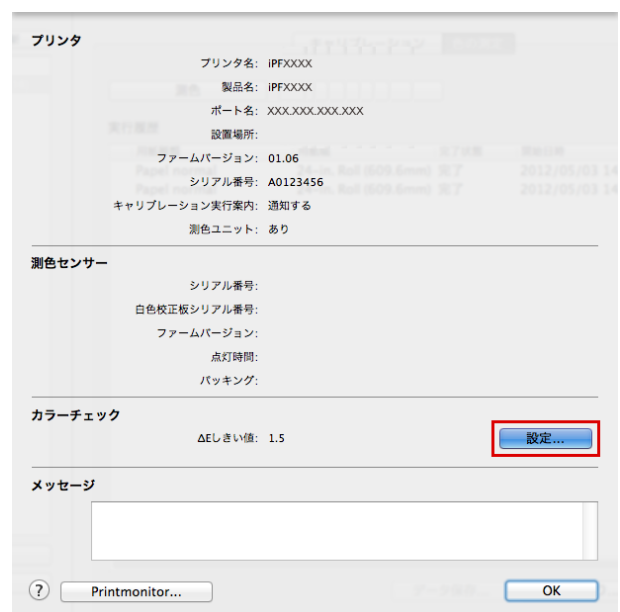 プリンタ
プリンタ名: iPFXXXX
製品名: iPFXXXX
ポート名: XXX.XXX.XXX.XXX
設置場所:
ファームバージョン: 01.06
シリアル番号: A0123456
キャリブレーション実行案内: 通知する
測色ユニット: あり
測色センサー
シリアル番号:
白色校正板シリアル番号:
ファームバージョン:
点灯時間:
バッキング:
カラーチェック
ΔEしきい値: 1.5
設定...
メッセージ
? Printmonitor... OK